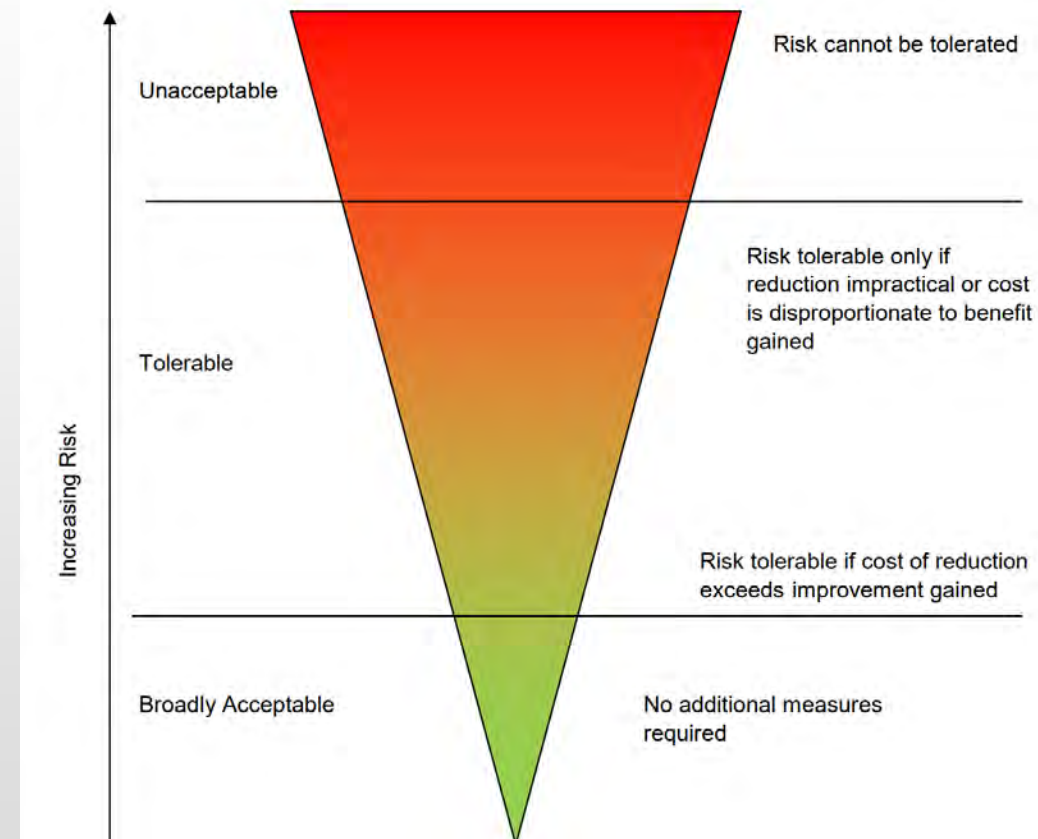 Risk cannot be tolerated
Unacceptable
Risk tolerable only if
reduction impractical or cost
is disproportionate to benefit
gained
Tolerable
Increasing Risk
Risk tolerable if cost of reduction
exceeds improvement gained
Broadly Acceptable
No additional measures
required